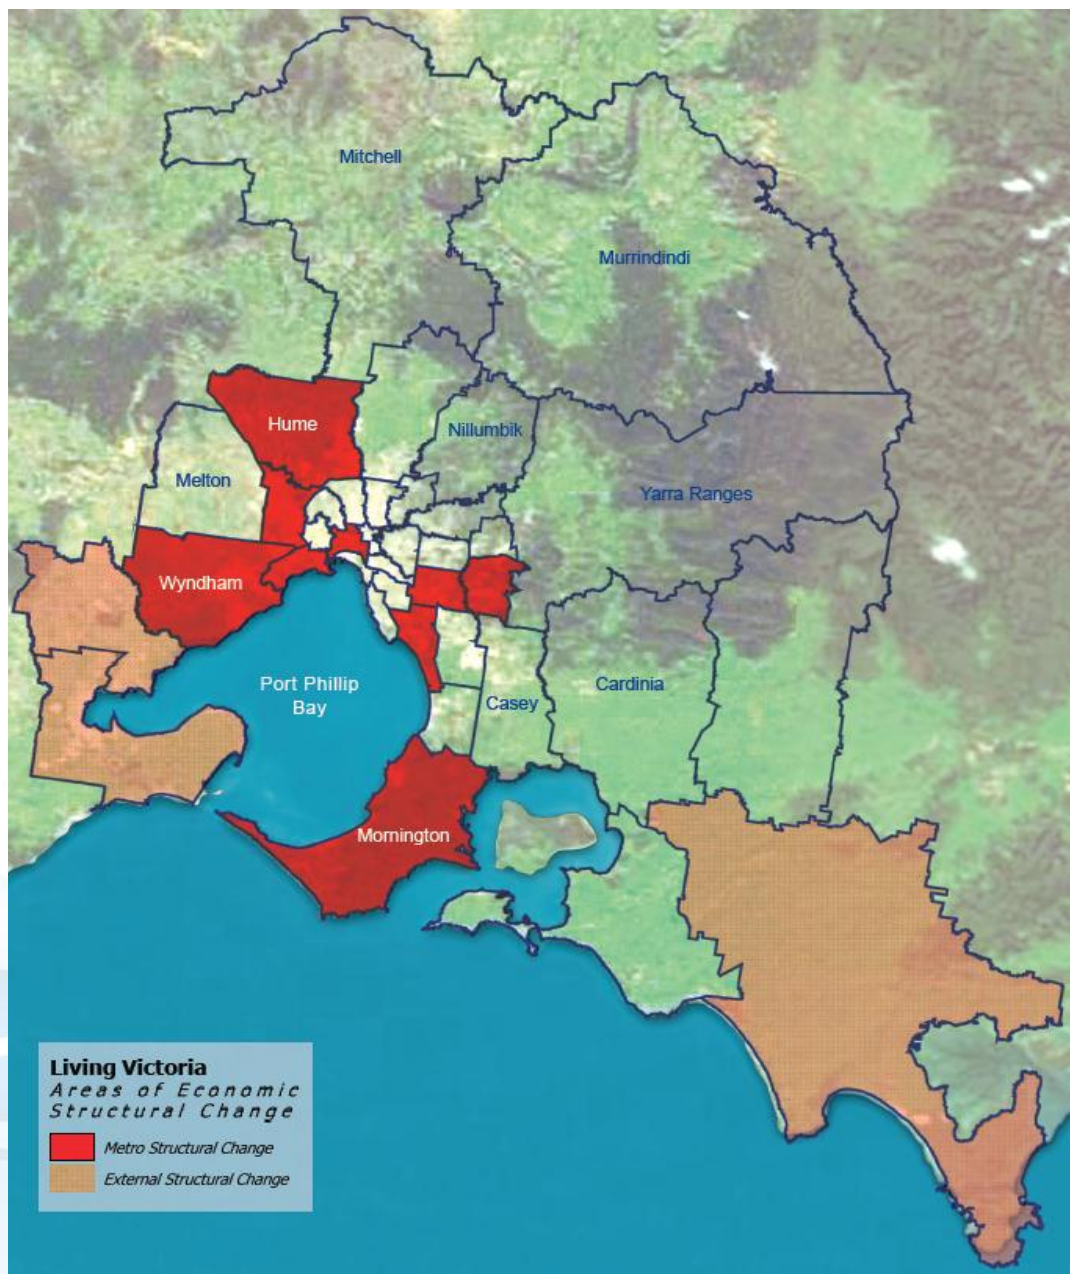 Mitchell
Murrindindi
Hume
Nillumbik
Melton
Yarra Ranges
Wyndham
Port Phillip
Bay
Cardinia
Casey
Mornington
Living Victoria
Areas of Economic
Structural Change
Metro Structural Change
External Structural Change